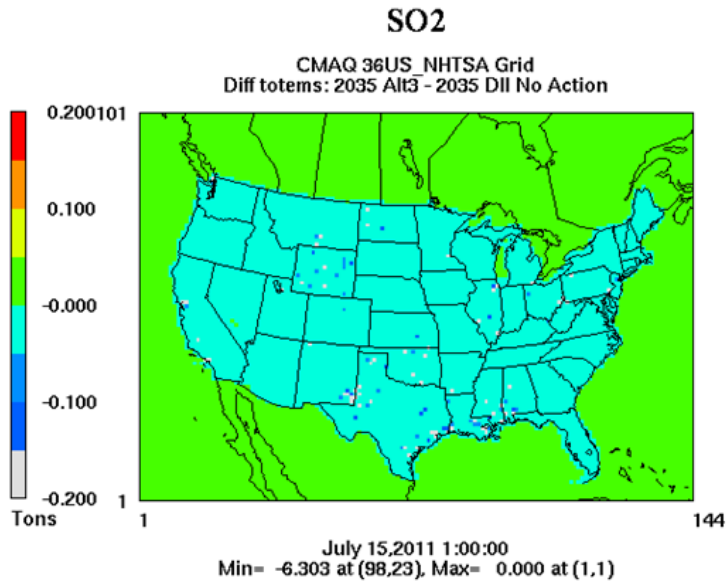 SO2
CMAQ 36US_NHTSA Grid
Diff totems: 2035 Alt3 - 2035 DII No Action
0.200
101
0.100
-0.000
-0.100
-0.200
1
Tons
1
144
July 15,2011 1:00:00
Min= -6.303 at (98,23), Max= 0.000 at (1,1)